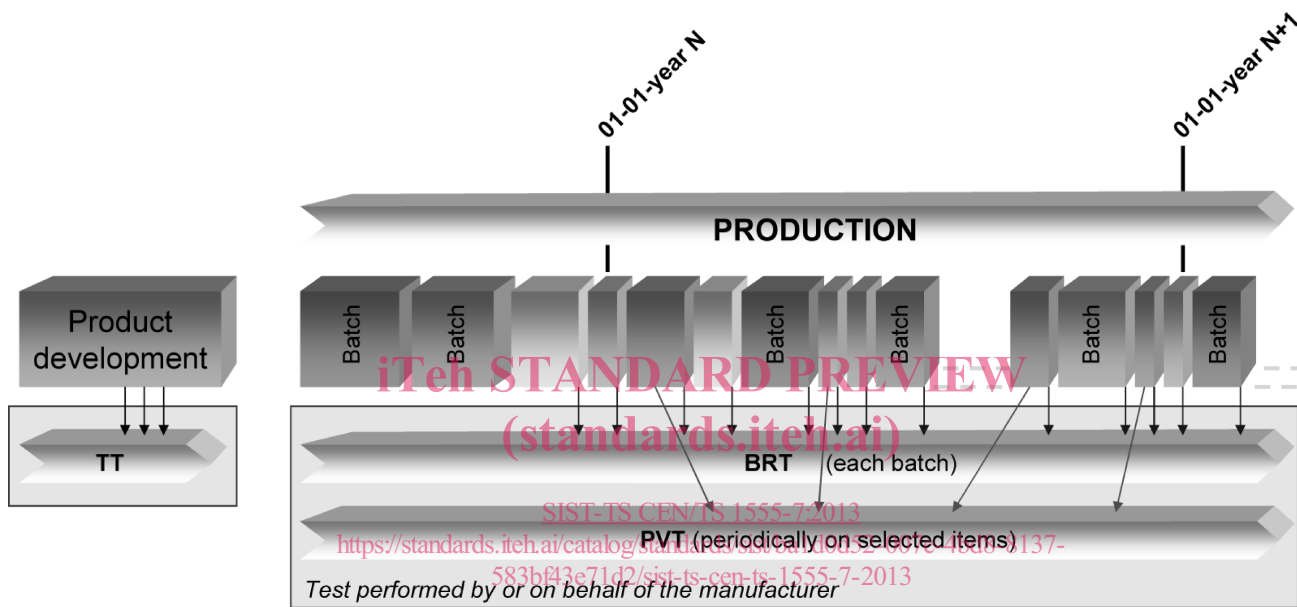 01-01-year N
01-01-year N+1
PRODUCTION
Product
development
Batch
Batch
Batch
Batch
Batch
Batch
iTeh STANDARD PREVIEW
(standards.iteh.ai)
TT
BRT (each batch)
SIST-TS CEN/TS 1555-7:2013
PVT (periodically on selected items)
583bf43e71d2/sist-ts-cen-ts-1555-7-2013
Test performed by or on behalf of the manufacturer